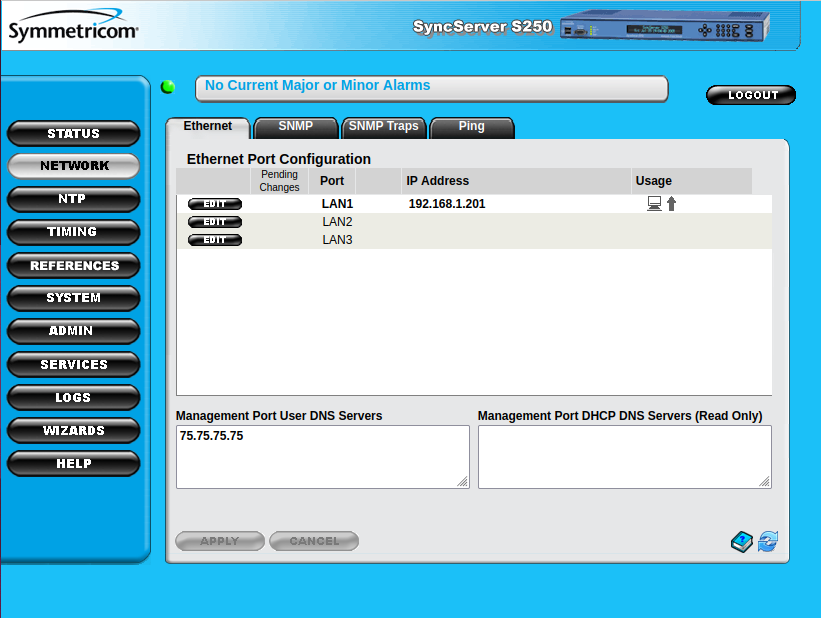 Symmetricom®
SyncServer S250
No Current Major or Minor Alarms
LOGOUT
STATUS
NETWORK
NTP
TIMING
REFERENCES
SYSTEM
ADMIN
SERVICES
LOGS
WIZARDS
HELP
Ethernet SNMP SNMP Traps Ping
Ethernet Port Configuration
Pending Changes Port IP Address Usage
EDIT LAN1 192.168.1.201
EDIT LAN2
EDIT LAN3
Management Port User DNS Servers
75.75.75.75
Management Port DHCP DNS Servers (Read Only)
APPLY CANCEL